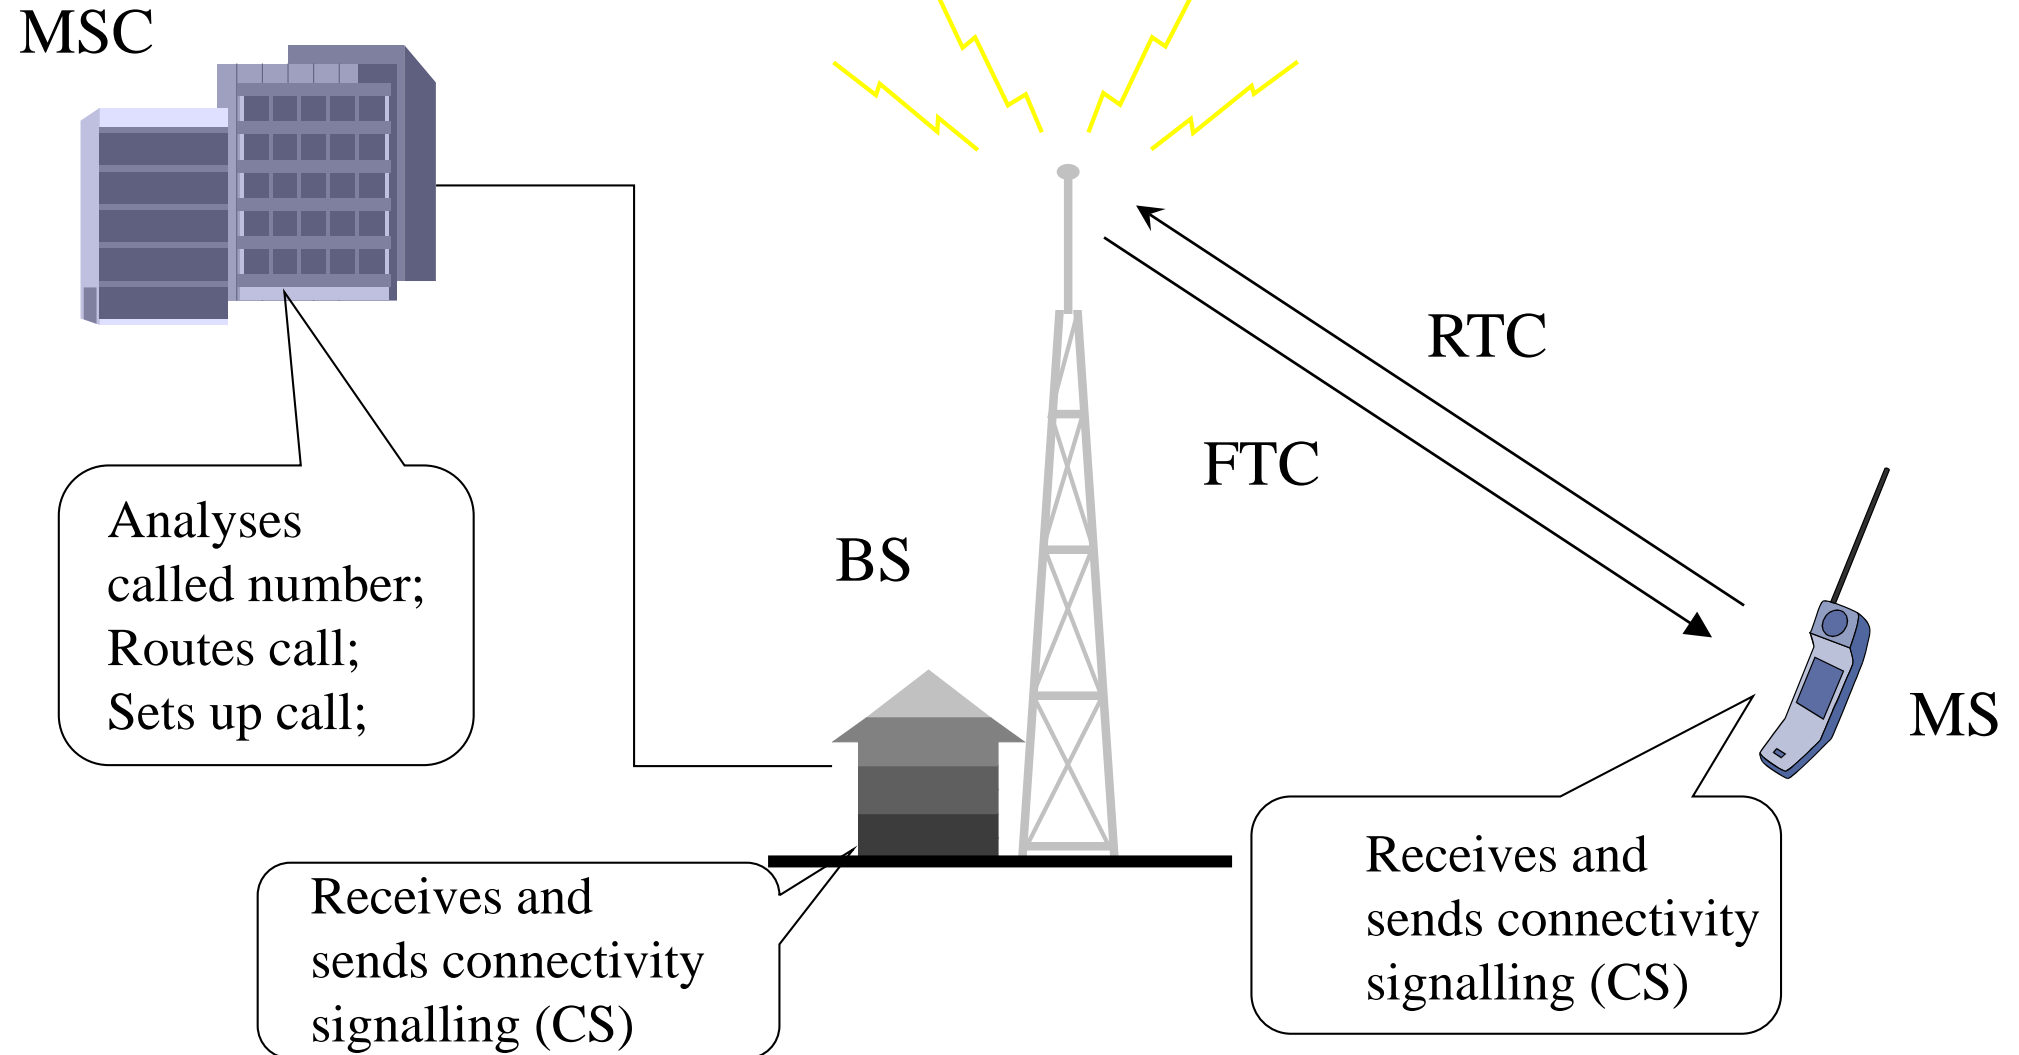 MSC
RTC
FTC
Analyses
called number;
Routes call;
Sets up call;
BS
MS
Receives and
sends connectivity
signalling (CS)
Receives and
sends connectivity
signalling (CS)